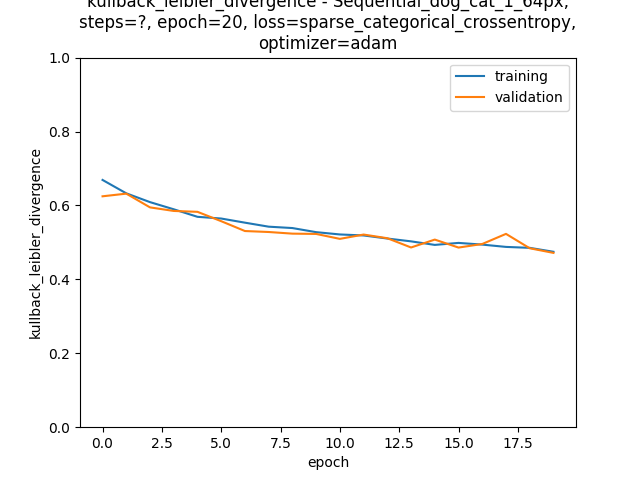 kullback_leibler_divergence - Sequential_dog_cat_1_64px,
steps=?, epoch=20, loss=sparse_categorical_crossentropy,
optimizer=adam
1.0
training
validation
0.8
0.6
0.4
0.2
0.0
kullback_leibler_divergence
0.0 2.5 5.0 7.5 10.0 12.5 15.0 17.5
epoch